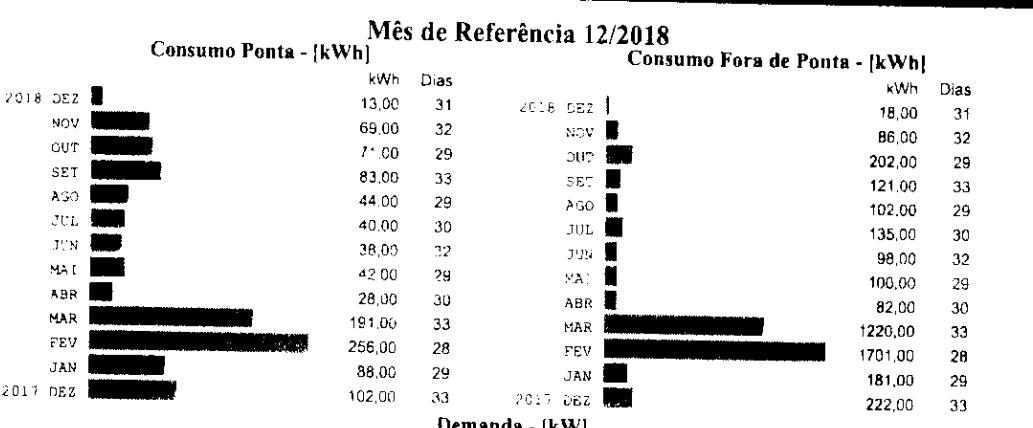 Mês de Referência 12/2018
Consumo Ponta - [kWh]
kWh Dias
2018 DEZ 13,00 31
NOV 69,00 32
OUT 71,00 29
SET 83,00 33
AGO 44,00 29
JUL 40,00 30
JUN 38,00 32
MAI 42,00 29
ABR 28,00 30
MAR 191,00 33
FEV 256,00 28
JAN 88,00 29
2017 DEZ 102,00 33
Consumo Fora de Ponta - [kWh]
kWh Dias
2018 DEZ 18,00 31
NOV 86,00 32
OUT 202,00 29
SET 121,00 33
AGO 102,00 29
JUL 135,00 30
JUN 98,00 32
MAI 100,00 29
ABR 82,00 30
MAR 1220,00 33
FEV 1701,00 28
JAN 181,00 29
2017 DEZ 222,00 33
Demanda - [kW]